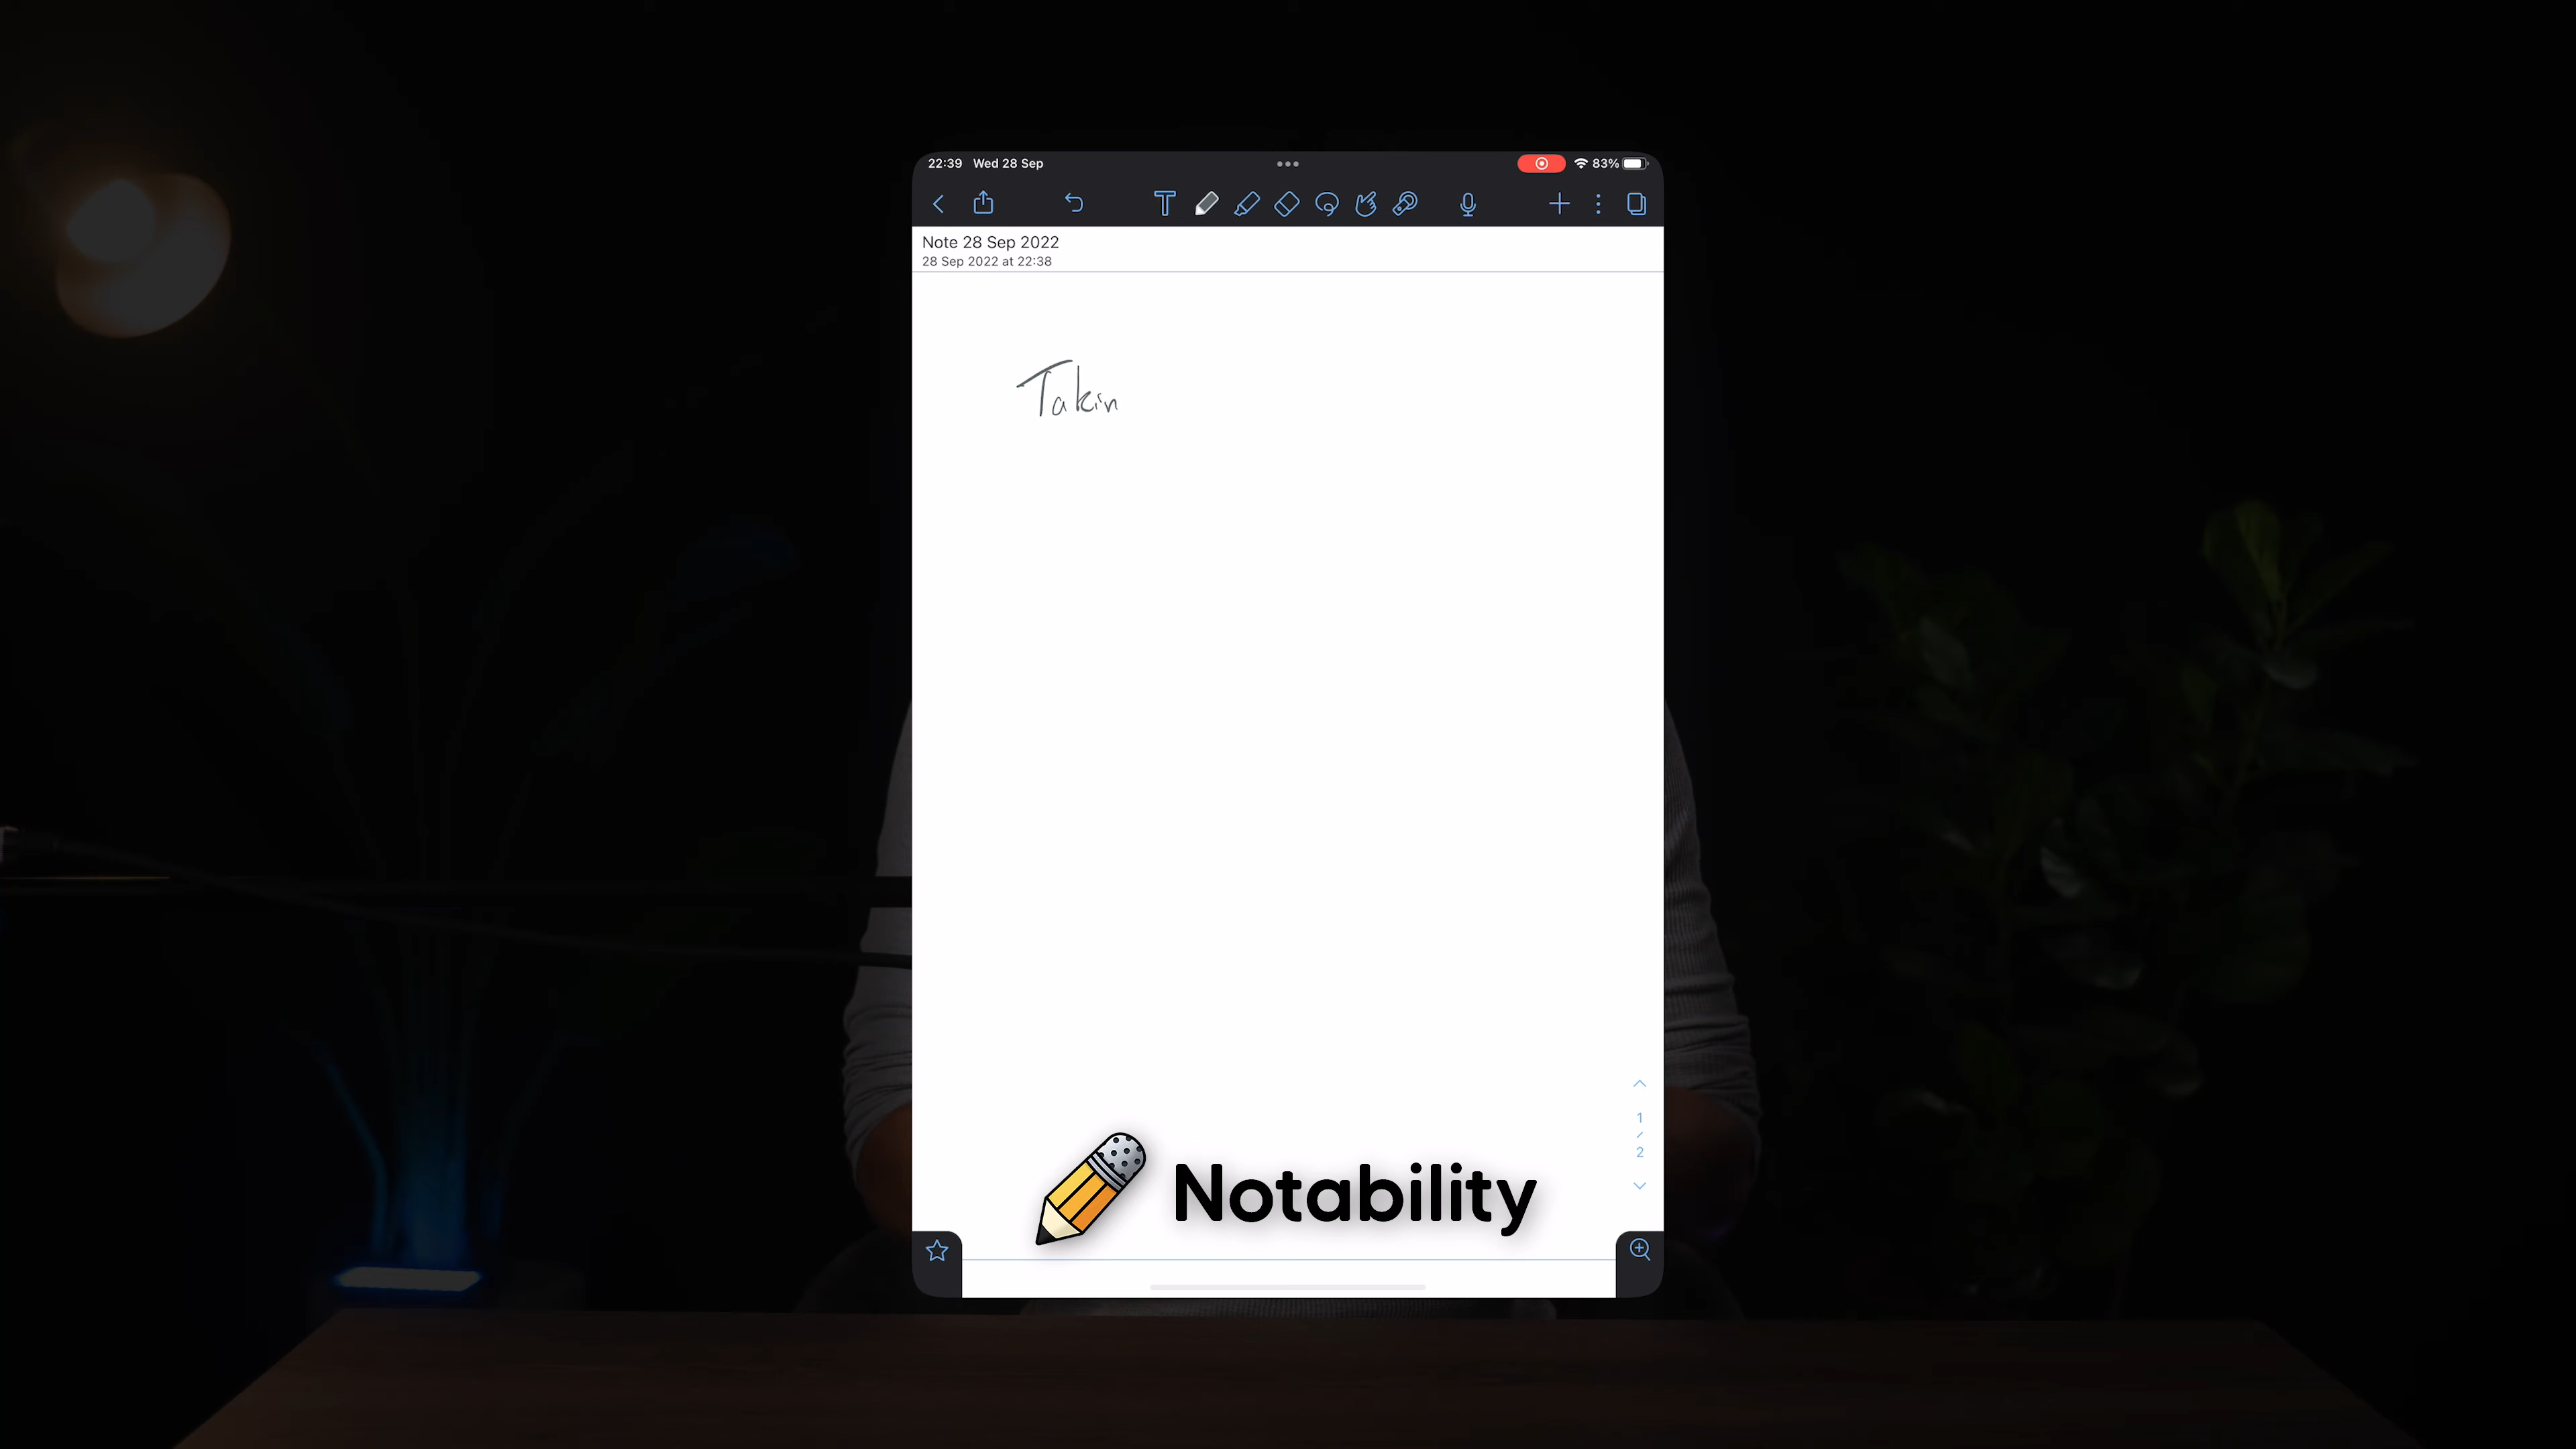 22:39 Wed 28 Sep 83%
Note 28 Sep 2022
28 Sep 2022 at 22:38
Takin
1
/
2
Notability